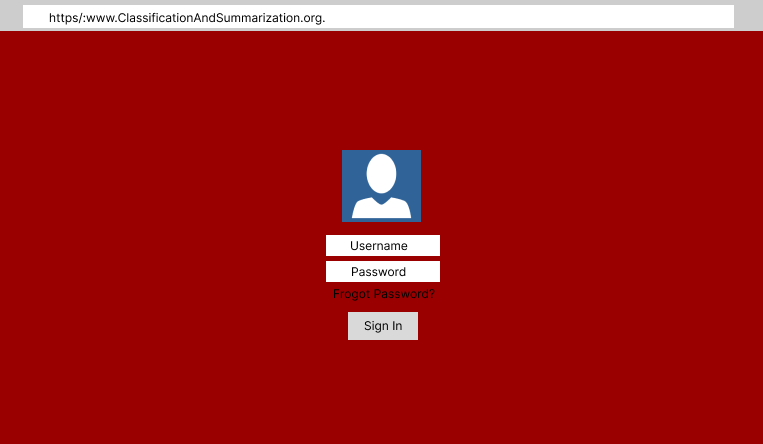 https/:www.ClassificationAndSummarization.org.
Username
Password
Frogot Password?
Sign In